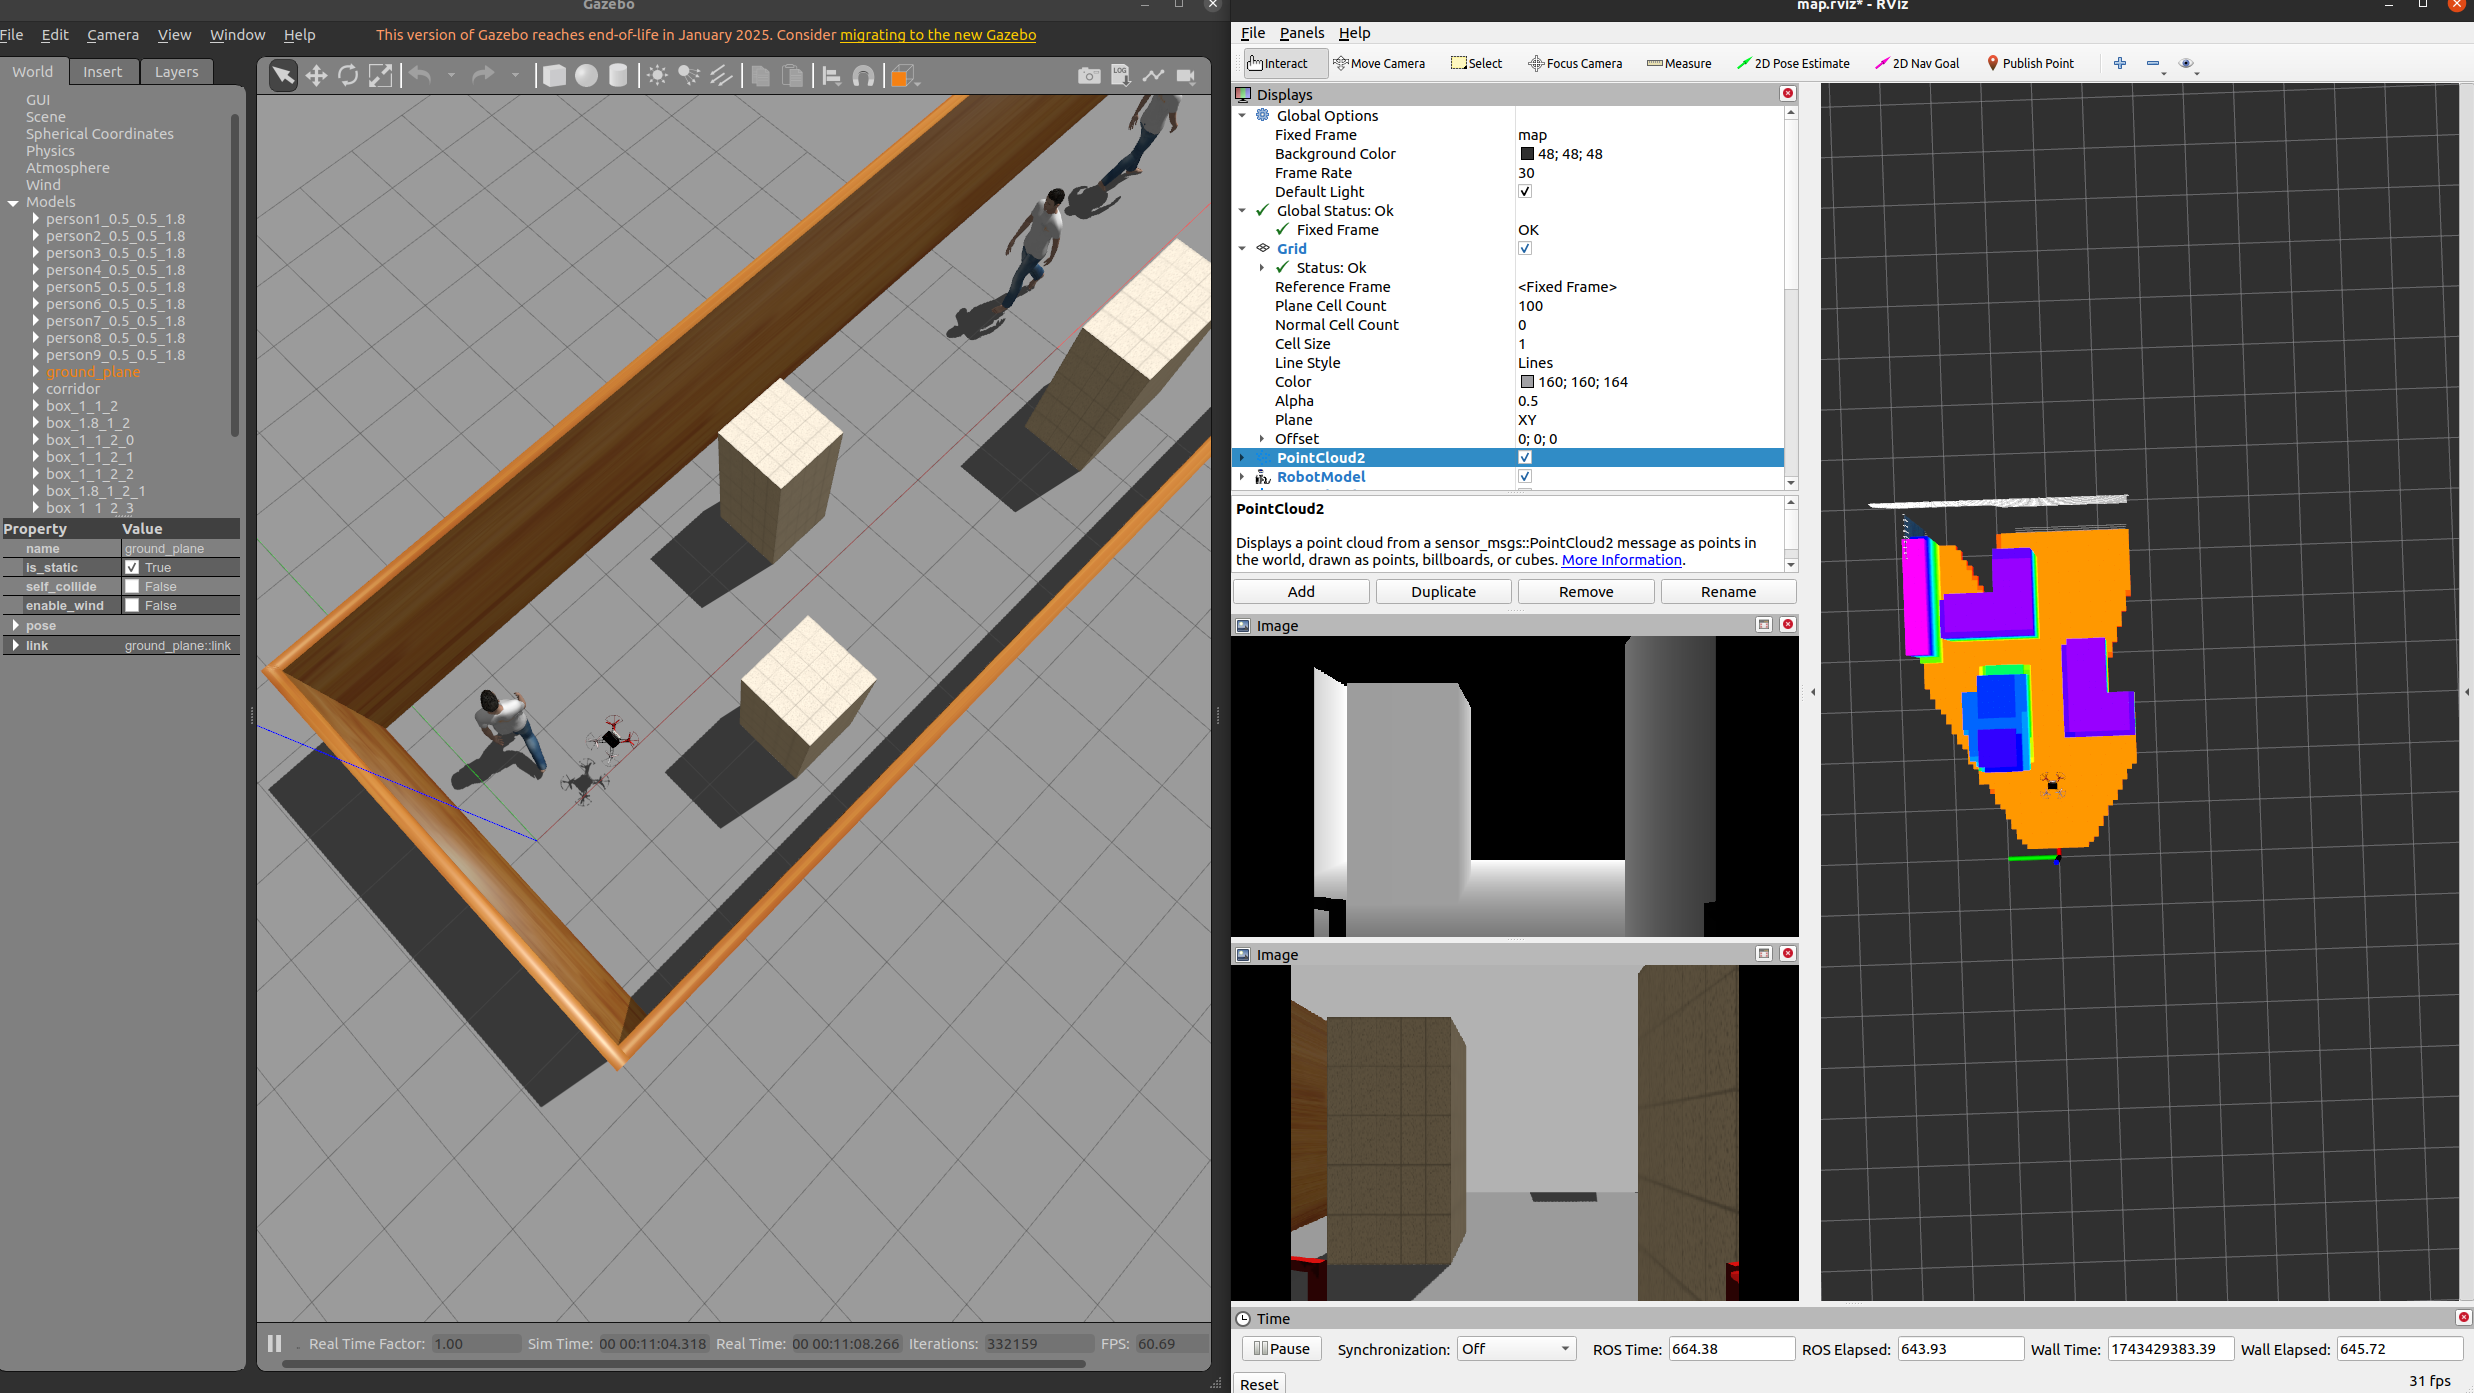 Gazebo
File Edit Camera View Window Help
This version of Gazebo reaches end-of-life in January 2025. Consider migrating to the new Gazebo
World Insert Layers
GUI
Scene
Spherical Coordinates
Physics
Atmosphere
Wind
Models
person1_0.5_0.5_1.8
person2_0.5_0.5_1.8
person3_0.5_0.5_1.8
person4_0.5_0.5_1.8
person5_0.5_0.5_1.8
person6_0.5_0.5_1.8
person7_0.5_0.5_1.8
person8_0.5_0.5_1.8
person9_0.5_0.5_1.8
ground_plane
corridor
box_1_1_2
box_1.8_1_2
box_1_1_2_0
box_1_1_2_1
box_1_1_2_2
box_1.8_1_2_1
box_1_1_2_3
Property Value
name ground_plane
is_static True
self_collide False
enable_wind False
pose
link ground_plane::link
LOG
Real Time Factor: 1.00 Sim Time: 00 00:11:04.318 Real Time: 00 00:11:08.266 Iterations: 332159 FPS: 60.69
map.rviz* - RViz
File Panels Help
Interact Move Camera Select Focus Camera Measure 2D Pose Estimate 2D Nav Goal Publish Point
Displays
Global Options
Fixed Frame map
Background Color 48; 48; 48
Frame Rate 30
Default Light
Global Status: Ok
Fixed Frame OK
Grid
Status: Ok
Reference Frame <Fixed Frame>
Plane Cell Count 100
Normal Cell Count 0
Cell Size 1
Line Style Lines
Color 160; 160; 164
Alpha 0.5
Plane XY
Offset 0; 0; 0
PointCloud2
RobotModel
PointCloud2
Displays a point cloud from a sensor_msgs::PointCloud2 message as points in
the world, drawn as points, billboards, or cubes. More Information.
Add Duplicate Remove Rename
Image
Image
Time
Pause Synchronization: Off ROS Time: 664.38 ROS Elapsed: 643.93 Wall Time: 1743429383.39 Wall Elapsed: 645.72
Reset
31 fps